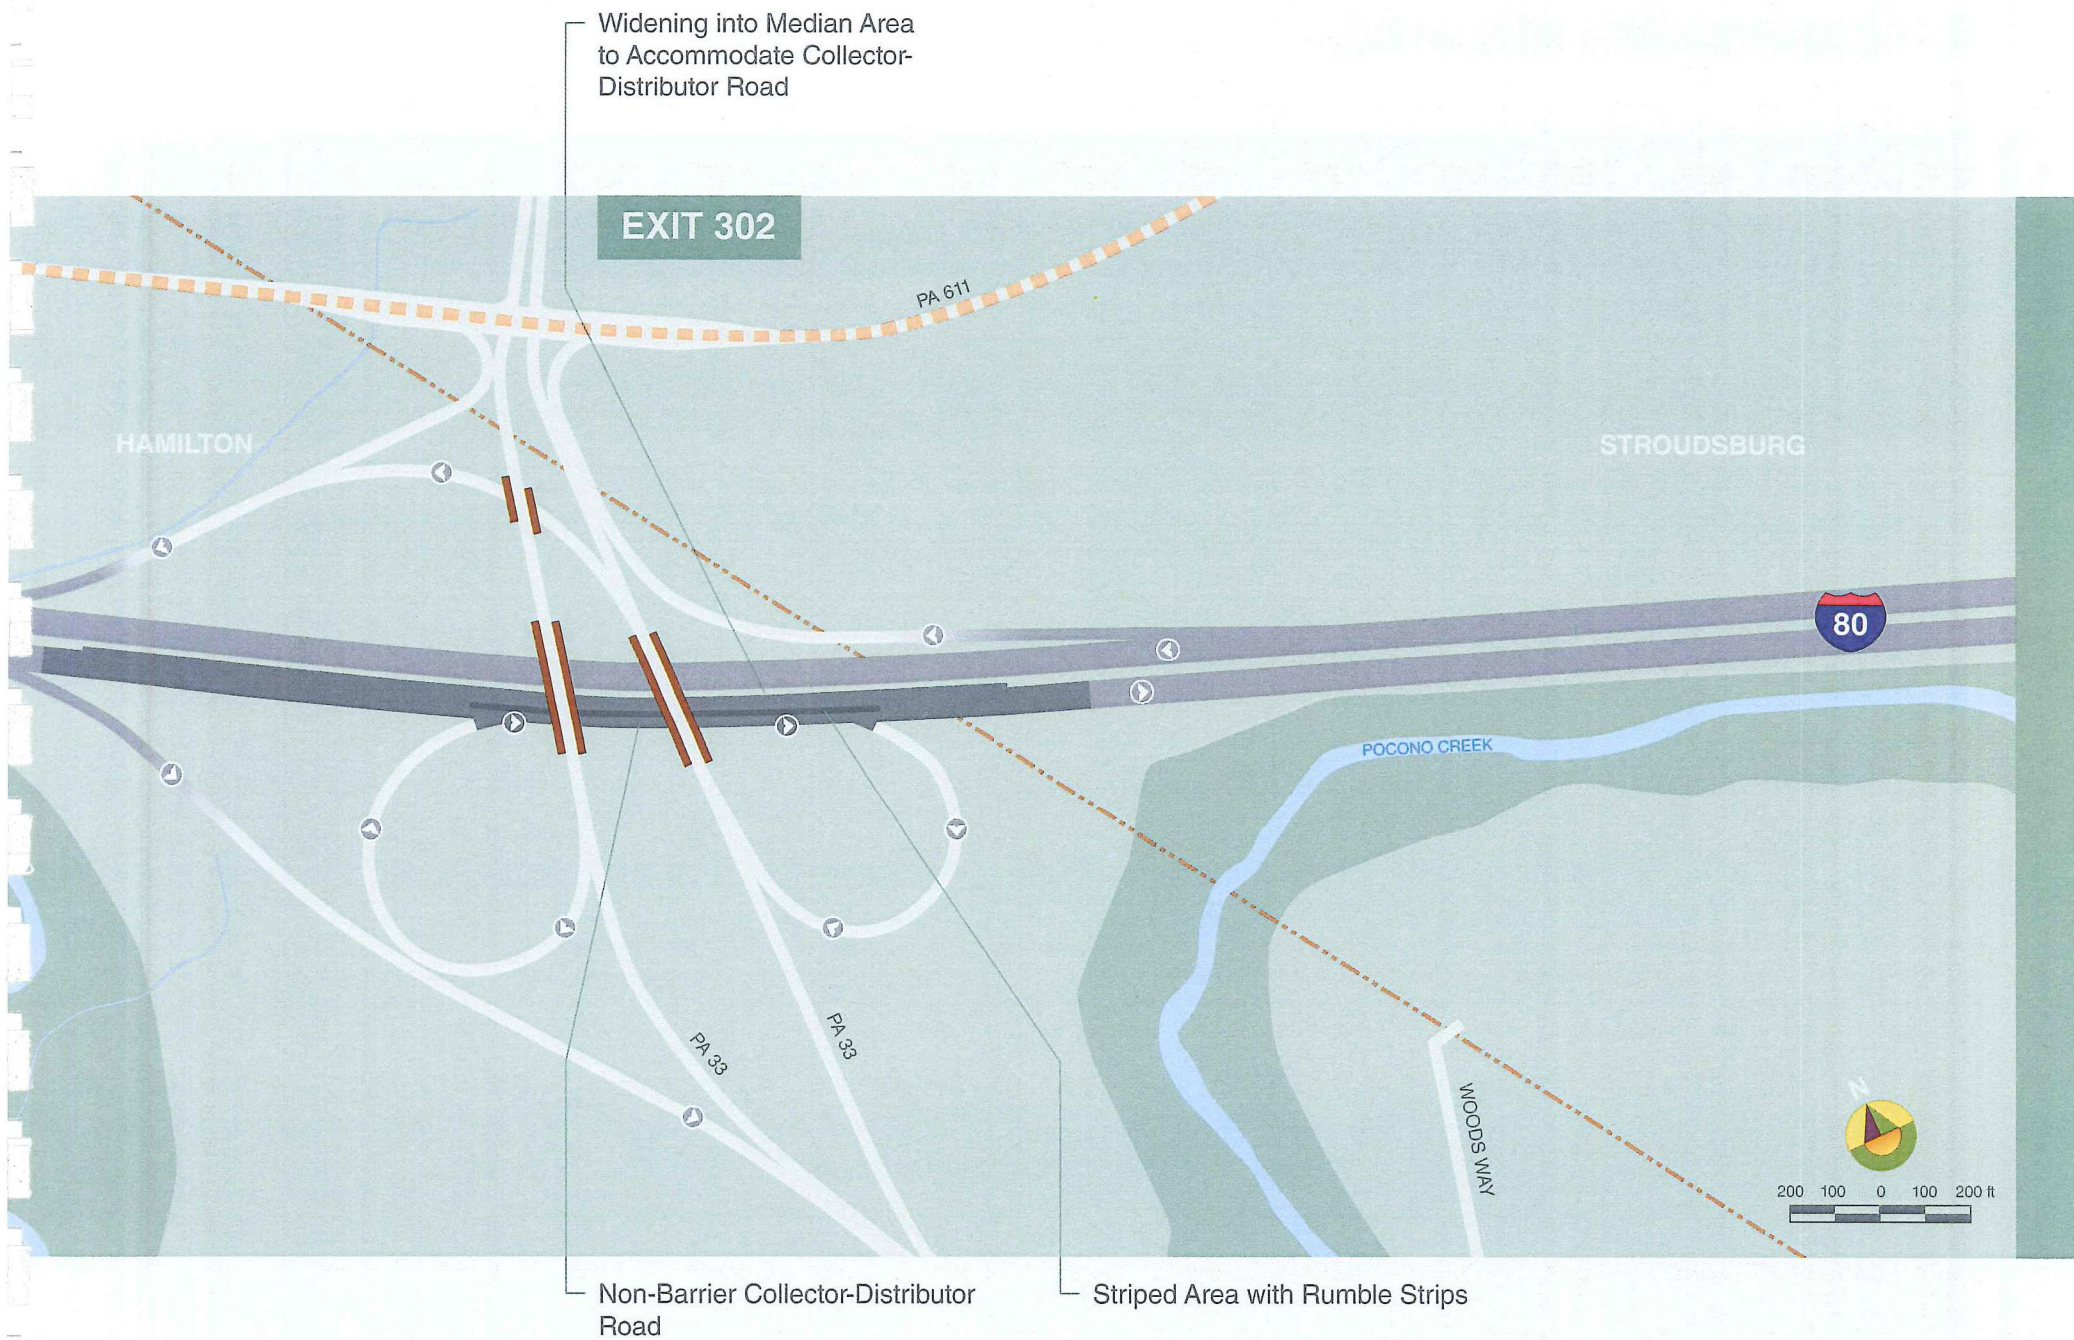 Widening into Median Area
to Accommodate Collector-
Distributor Road
EXIT 302
PA 611
HAMILTON
STROUDSBURG
80
POCONO CREEK
PA 33
PA 33
WOODS WAY
N
200 100 0 100 200 ft
Non-Barrier Collector-Distributor
Road
Striped Area with Rumble Strips